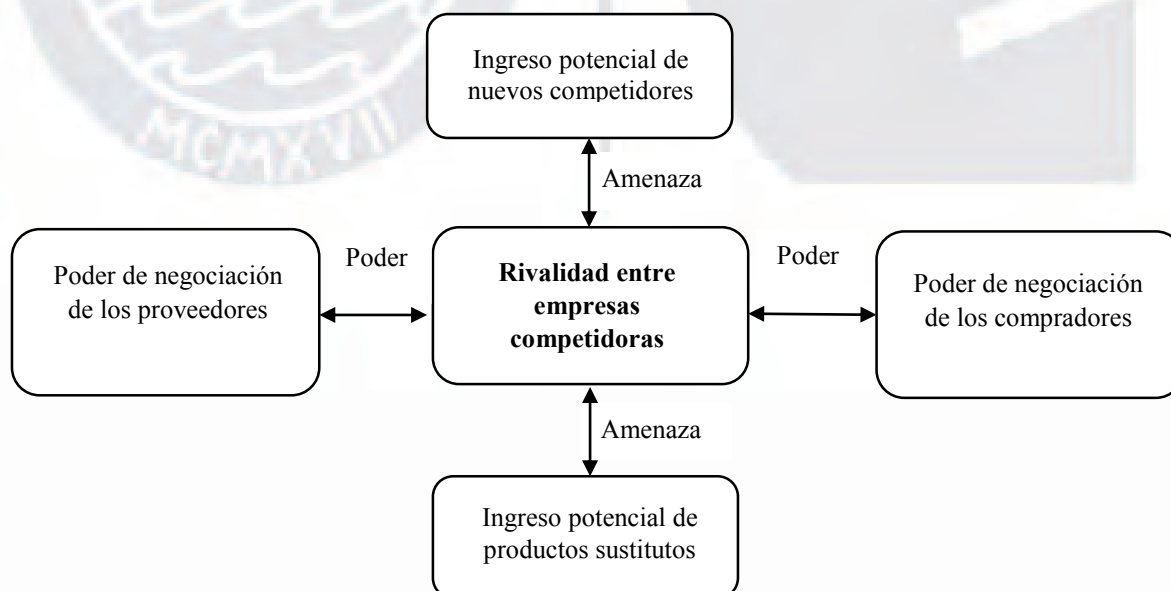 Ingreso potencial de
nuevos competidores
MCMXVII
Amenaza
Poder de negociación
de los proveedores
Poder
Rivalidad entre
empresas
competidoras
Poder
Poder de negociación
de los compradores
Amenaza
Ingreso potencial de
productos sustitutos